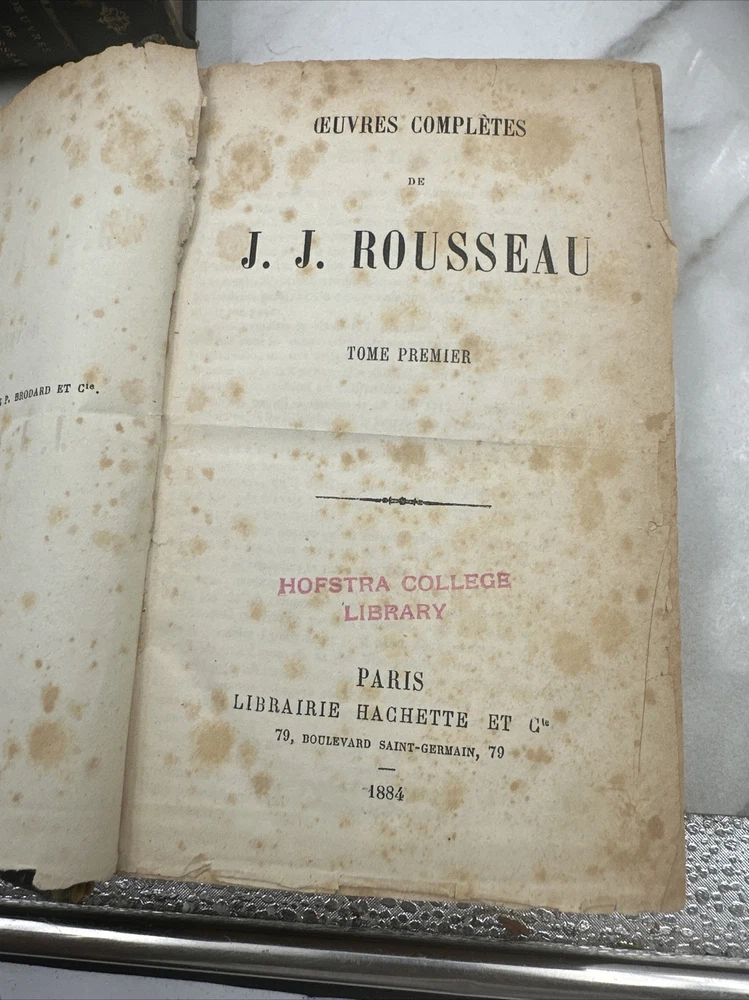 P. BRODARD ET Cie.
ŒUVRES COMPLÈTES
DE
J. J. ROUSSEAU
TOME PREMIER
HOFSTRA COLLEGE
LIBRARY
PARIS
LIBRAIRIE HACHETTE ET Cie
79, BOULEVARD SAINT-GERMAIN, 79
1884